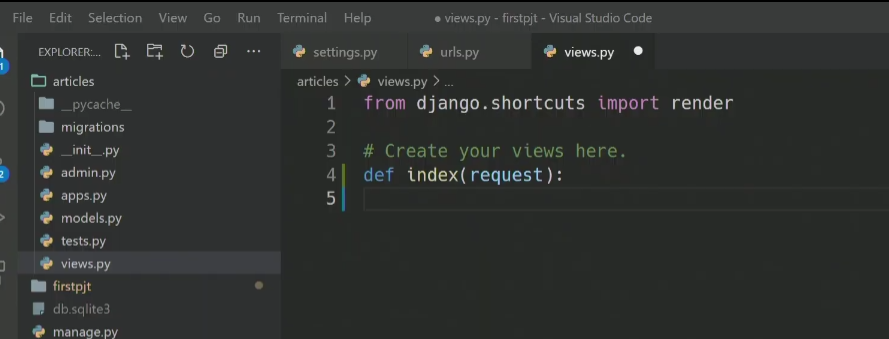 File Edit Selection View Go Run Terminal Help ● views.py - firstpjt - Visual Studio Code
EXPLORER:... ...
settings.py urls.py views.py ●
articles > views.py > ...
articles
__pycache__
migrations
__init__.py
admin.py
apps.py
models.py
tests.py
views.py
firstpjt
db.sqlite3
manage.py
1 from django.shortcuts import render
2
3 # Create your views here.
4 def index(request):
5
1
2